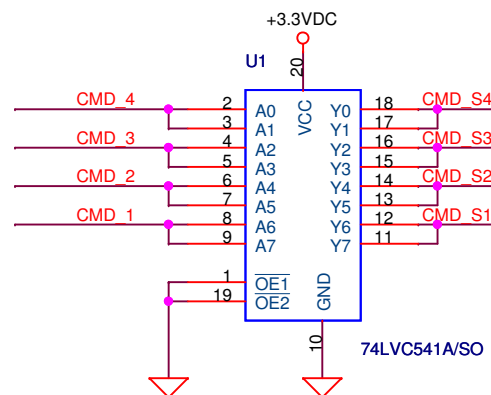 +3.3VDC
U1
20
VCC
CMD_4 2 A0 Y0 18 CMD_S4
3 A1 Y1 17
CMD_3 4 A2 Y2 16 CMD_S3
5 A3 Y3 15
CMD_2 6 A4 Y4 14 CMD_S2
7 A5 Y5 13
CMD_1 8 A6 Y6 12 CMD_S1
9 A7 Y7 11
1 OE1
19 OE2
GND
10
74LVC541A/SO